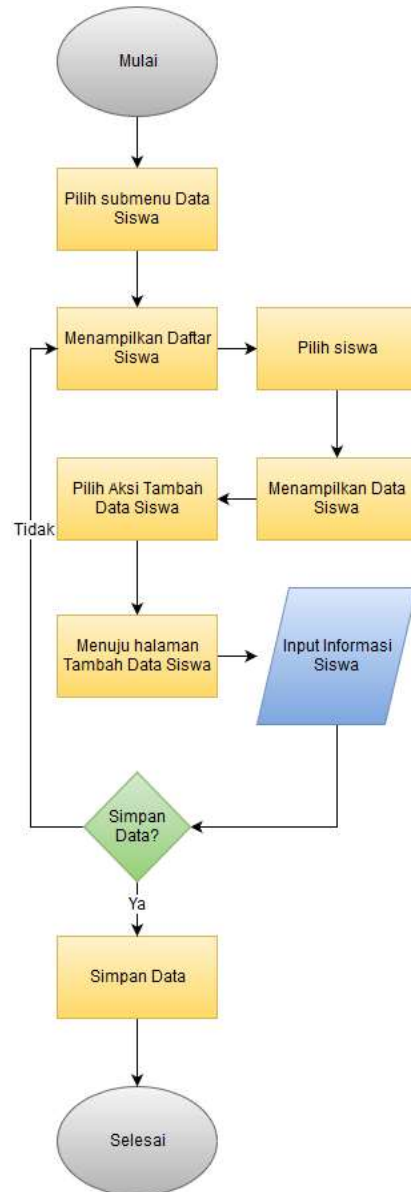 Mulai
Pilih submenu Data
Siswa
Menampilkan Daftar
Siswa
Pilih siswa
Menampilkan Data
Siswa
Pilih Aksi Tambah
Data Siswa
Tidak
Menuju halaman
Tambah Data Siswa
Input Informasi
Siswa
Simpan
Data?
Ya
Simpan Data
Selesai